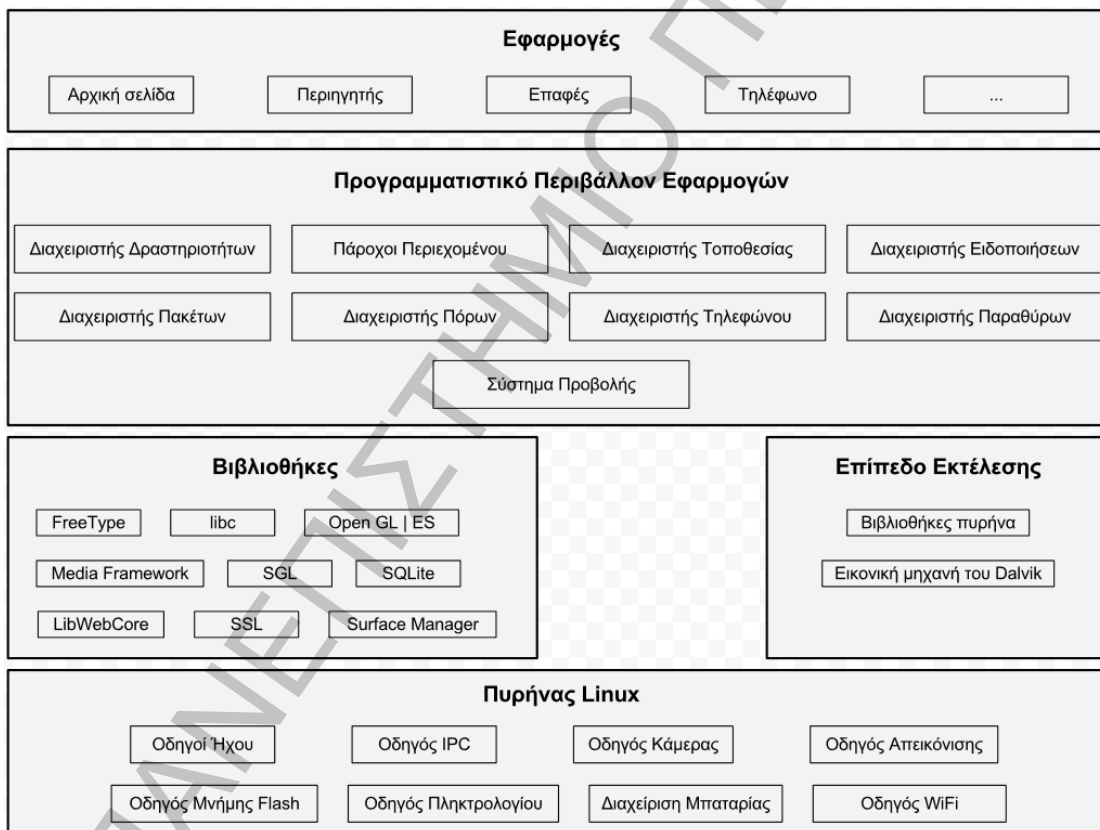 Εφαρμογές
Αρχική σελίδα
Περιηγητής
Επαφές
Τηλέφωνο
...
Προγραμματιστικό Περιβάλλον Εφαρμογών
Διαχειριστής Δραστηριοτήτων
Πάροχοι Περιεχομένου
Διαχειριστής Τοποθεσίας
Διαχειριστής Ειδοποιήσεων
Διαχειριστής Πακέτων
Διαχειριστής Πόρων
Διαχειριστής Τηλεφώνου
Διαχειριστής Παραθύρων
Σύστημα Προβολής
Βιβλιοθήκες
FreeType
libc
Open GL | ES
Media Framework
SGL
SQLite
LibWebCore
SSL
Surface Manager
Επίπεδο Εκτέλεσης
Βιβλιοθήκες πυρήνα
Εικονική μηχανή του Dalvik
Πυρήνας Linux
Οδηγοί Ήχου
Οδηγός IPC
Οδηγός Κάμερας
Οδηγός Απεικόνισης
Οδηγός Μνήμης Flash
Οδηγός Πληκτρολογίου
Διαχείριση Μπαταρίας
Οδηγός WiFi
ΠΑΝΕΠΙΣΤΗΜΙΟ